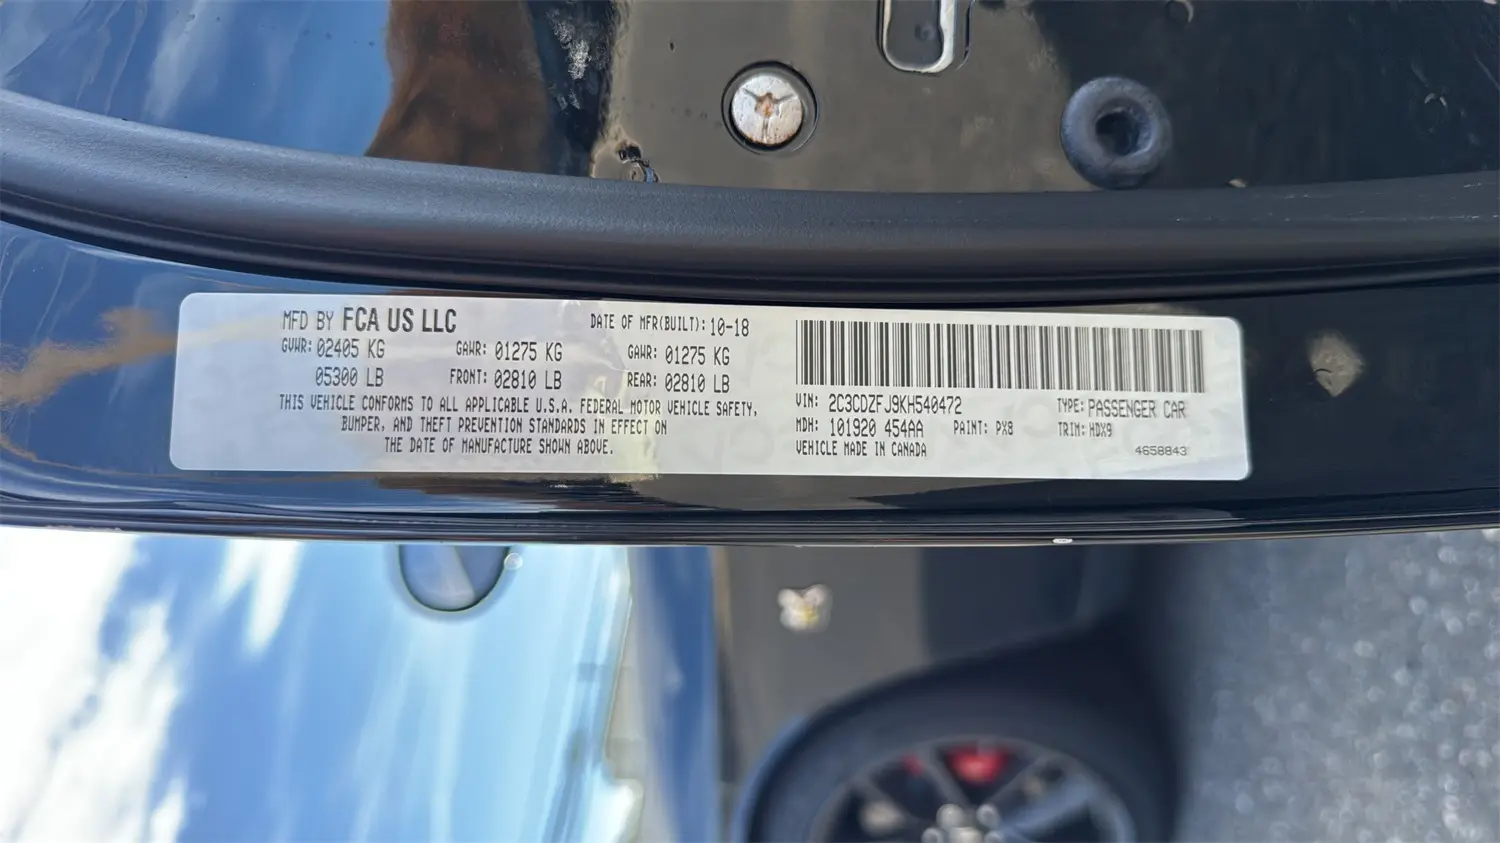 MFD BY FCA US LLC DATE OF MFR(BUILT): 10-18
GVWR: 02405 KG GAWR: 01275 KG GAWR: 01275 KG
05300 LB FRONT: 02810 LB REAR: 02810 LB
THIS VEHICLE CONFORMS TO ALL APPLICABLE U.S.A. FEDERAL MOTOR VEHICLE SAFETY,
BUMPER, AND THEFT PREVENTION STANDARDS IN EFFECT ON
THE DATE OF MANUFACTURE SHOWN ABOVE.
VIN: 2C3CDZFJ9KH540472 TYPE: PASSENGER CAR
MDH: 101920 454AA PAINT: PX8 TRIM: HDX9
VEHICLE MADE IN CANADA 4658843